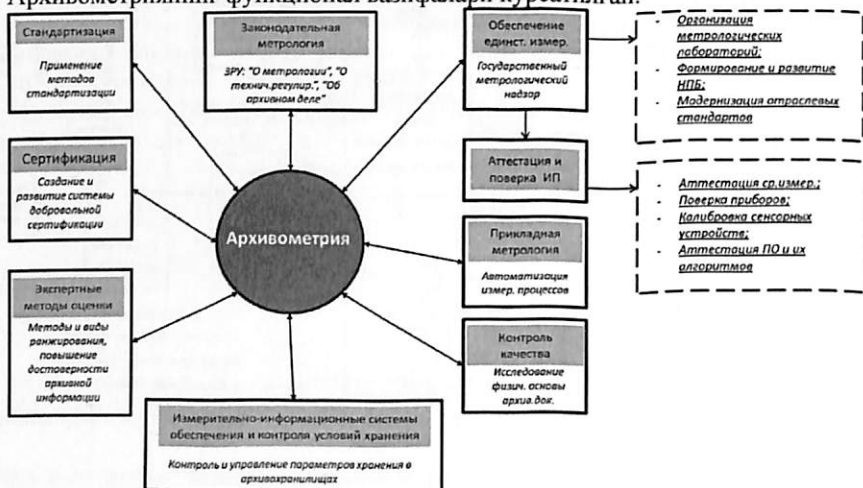 Архивометриянинг функционал вазифалари кўрсатилган.
Стандартизация
Применение
методов
стандартизации
Законодательная
метрология
ЗРУ: "О метрологии", "О
технич.регулир.", "Об
архивном деле"
Обеспечение
единст. измер.
Государственный
метрологический
надзор
- Организация
метрологических
лабораторий;
- Формирование и развитие
НПБ;
- Модернизация отраслевых
стандартов
Сертификация
Создание и
развитие системы
добровольной
сертификации
Архивометрия
Аттестация и
поверка ИП
- Аттестация ср.измер.;
- Поверка приборов;
- Калибровка сенсорных
устройств;
- Аттестация ПО и их
алгоритмов
Прикладная
метрология
Автоматизация
измер. процессов
Экспертные
методы оценки
Методы и виды
ранжирования,
повышение
достоверности
архивной
информации
Контроль
качества
Исследование
физич. основы
архив.док.
Измерительно-информационные системы
обеспечения и контроля условий хранения
Контроль и управление параметров хранения в
архивохранилищах